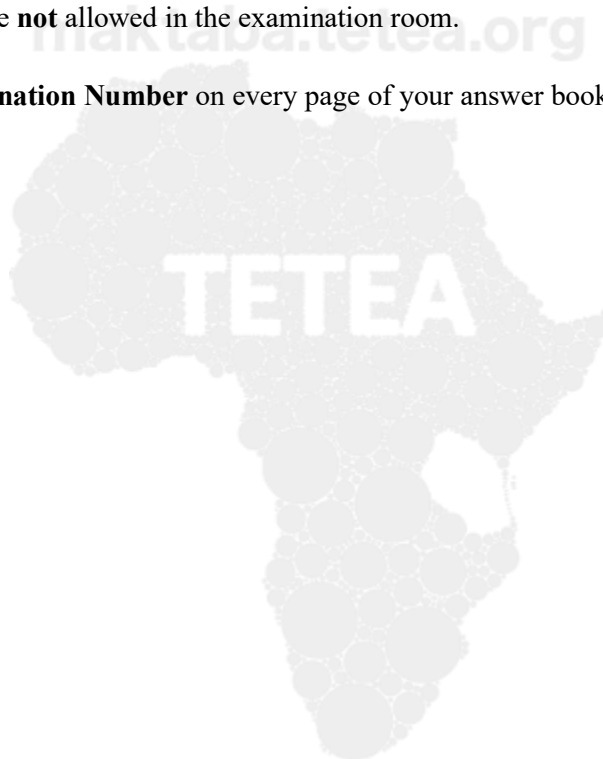 e not allowed in the examination room.
maktaba.tetea.org
nation Number on every page of your answer book
TETEA